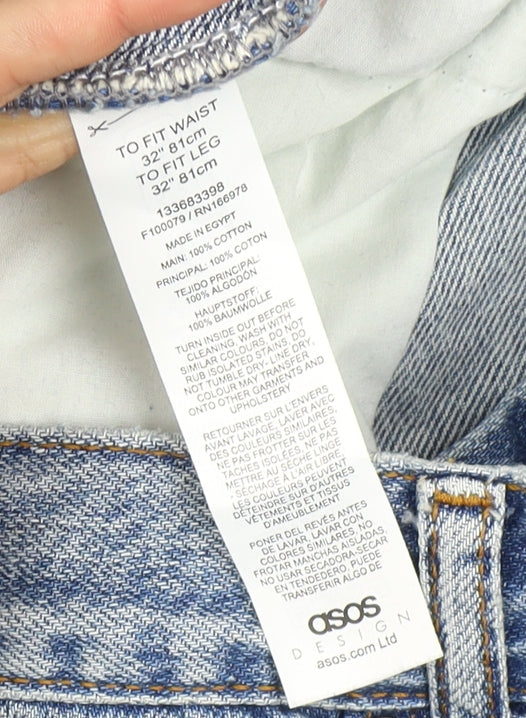 TO FIT WAIST
32" 81cm
TO FIT LEG
32" 81cm
133683398
F100079 / RN166978
MADE IN EGYPT
MAIN: 100% COTTON
PRINCIPAL: 100% COTON
TEJIDO PRINCIPAL:
100% ALGODÓN
HAUPTSTOFF:
100% BAUMWOLLE
TURN INSIDE OUT BEFORE
CLEANING, WASH WITH
SIMILAR COLOURS, DO NOT
RUB ISOLATED STAINS, DO
NOT TUMBLE DRY, LINE DRY,
COLOUR MAY TRANSFER
ONTO OTHER GARMENTS AND
UPHOLSTERY
RETOURNER SUR L'ENVERS
AVANT LAVAGE, LAVER AVEC
DES COULEURS SIMILAIRES,
NE PAS FROTTER SUR LES
TACHES ISOLÉES, NE PAS
METTRE AU SÈCHE LINGE
, SÉCHAGE À L'AIR LIBRE,
LES COULEURS PEUVENT
DÉTEINDRE SUR D'AUTRES
VÊTEMENTS ET TISSUS
D'AMEUBLEMENT
PONER DEL REVÉS ANTES
DE LAVAR, LAVAR CON
COLORES SIMILARES, NO
FROTAR MANCHAS AISLADAS,
NO USAR SECADORA-SECAR
EN TENDEDERO, PUEDE
TRANSFERIR ALGO DE
asos
DESIGN
asos.com Ltd